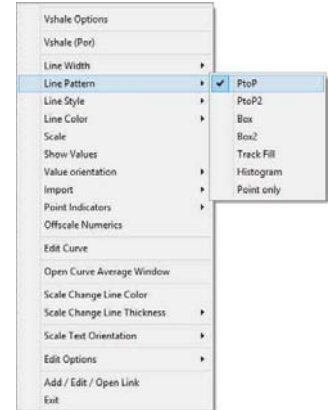 Vshale Options
Vshale (Por)
Line Width
Line Pattern
Line Style
Line Color
Scale
Show Values
Value orientation
Import
Point Indicators
Offscale Numerics
Edit Curve
Open Curve Average Window
Scale Change Line Color
Scale Change Line Thickness
Scale Text Orientation
Edit Options
Add / Edit / Open Link
Exit
PtoP
PtoP2
Box
Box2
Track Fill
Histogram
Point only